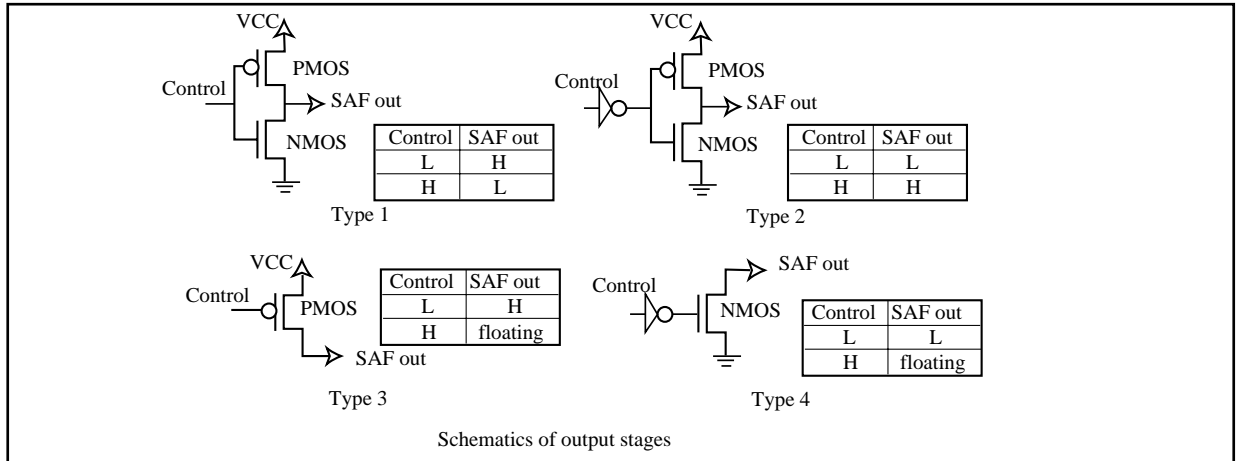 VCC
PMOS
Control
SAF out
NMOS
Control SAF out
L H
H L
Type 1
VCC
Control
PMOS
SAF out
NMOS
Control SAF out
L L
H H
Type 2
VCC
Control
PMOS
SAF out
Control SAF out
L H
H floating
Type 3
SAF out
Control
NMOS
Control SAF out
L L
H floating
Type 4
Schematics of output stages